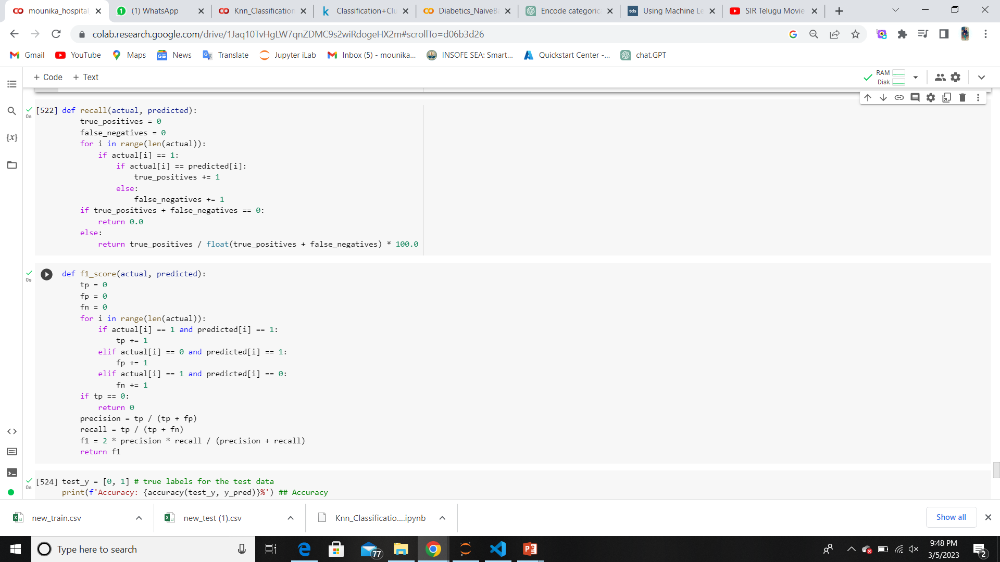 mounika_hospital
(1) WhatsApp
Knn_Classification
Classification+Clu
Diabetics_NaiveBa
Encode categorica
Using Machine Le
SIR Telugu Movie
colab.research.google.com/drive/1Jaq10TvHgLW7qnZDMC9s2wiRdogeHX2m#scrollTo=d06b3d26
Gmail
YouTube
Maps
News
Translate
Jupyter iLab
Inbox (5) - mounika...
INSOFE SEA: Smart...
Quickstart Center -...
chat.GPT
+ Code
+ Text
RAM
Disk
[522] def recall(actual, predicted):
0s
true_positives = 0
false_negatives = 0
for i in range(len(actual)):
if actual[i] == 1:
if actual[i] == predicted[i]:
true_positives += 1
else:
false_negatives += 1
if true_positives + false_negatives == 0:
return 0.0
else:
return true_positives / float(true_positives + false_negatives) * 100.0
def f1_score(actual, predicted):
0s
tp = 0
fp = 0
fn = 0
for i in range(len(actual)):
if actual[i] == 1 and predicted[i] == 1:
tp += 1
elif actual[i] == 0 and predicted[i] == 1:
fp += 1
elif actual[i] == 1 and predicted[i] == 0:
fn += 1
if tp == 0:
return 0
precision = tp / (tp + fp)
recall = tp / (tp + fn)
f1 = 2 * precision * recall / (precision + recall)
return f1
[524] test_y = [0, 1] # true labels for the test data
0s
print(f'Accuracy: {accuracy(test_y, y_pred)}%') ## Accuracy
new_train.csv
new_test (1).csv
Knn_Classificatio....ipynb
Show all
Type here to search
77
9:48 PM
3/5/2023
2